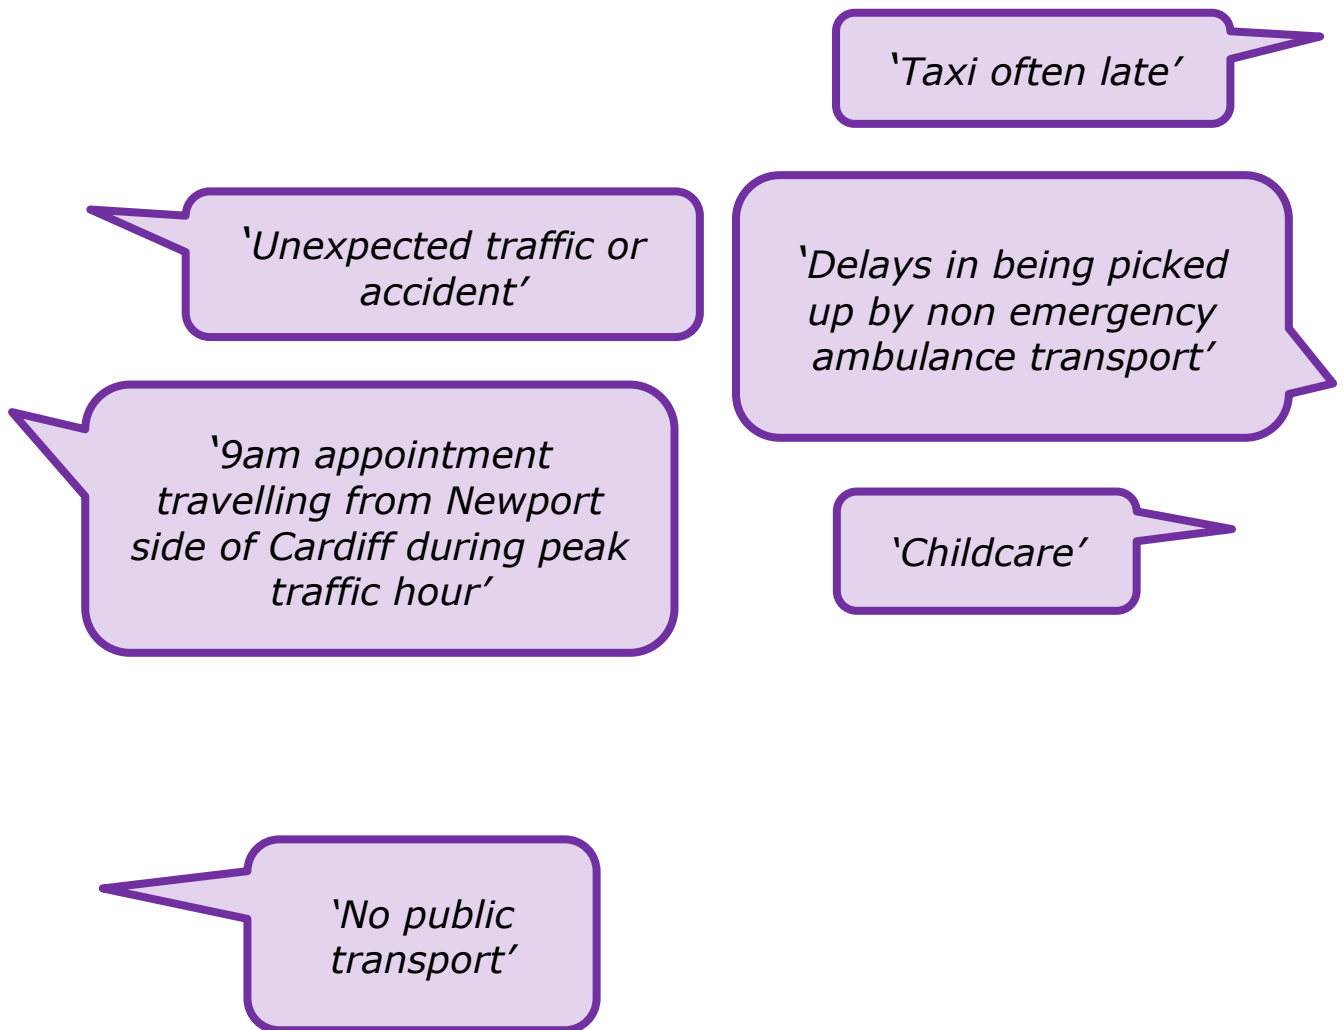 ‘Taxi often late’
‘Unexpected traffic or
accident’
‘Delays in being picked
up by non emergency
ambulance transport’
‘9am appointment
travelling from Newport
side of Cardiff during peak
traffic hour’
‘Childcare’
‘No public
transport’